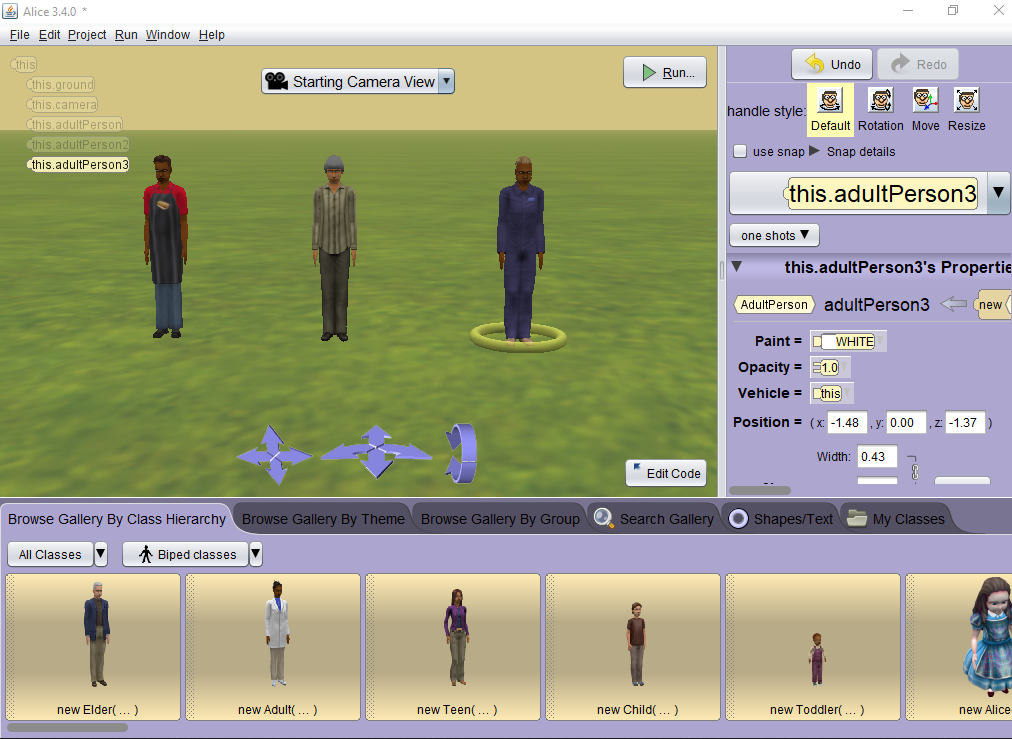 Alice 3.4.0 *
File Edit Project Run Window Help
this
this.ground
this.camera
this.adultPerson
this.adultPerson2
this.adultPerson3
Starting Camera View
Run...
Edit Code
Undo Redo
handle style:
Default Rotation Move Resize
use snap Snap details
this.adultPerson3
one shots
this.adultPerson3's Propertie
AdultPerson adultPerson3 new
Paint = WHITE
Opacity = 1.0
Vehicle = this
Position = ( x: -1.48 , y: 0.00 , z: -1.37 )
Width: 0.43
Browse Gallery By Class Hierarchy Browse Gallery By Theme Browse Gallery By Group Search Gallery Shapes/Text My Classes
All Classes Biped classes
new Elder( ... ) new Adult( ... ) new Teen( ... ) new Child( ... ) new Toddler( ... ) new Alice